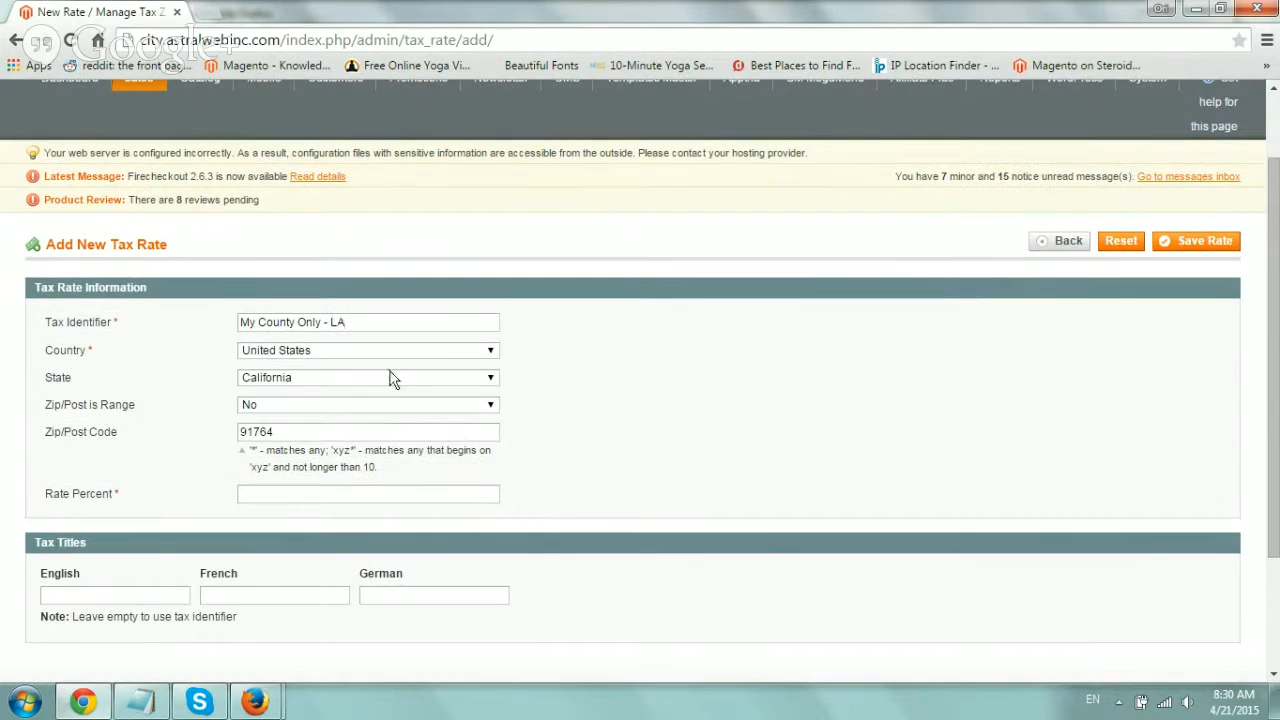 New Rate / Manage Tax Z
Google+
city.astralwebinc.com/index.php/admin/tax_rate/add/
Apps
reddit: the front pac...
Magento - Knowled...
Free Online Yoga Vi...
Beautiful Fonts
10-Minute Yoga Se...
Best Places to Find F...
IP Location Finder - ...
Magento on Steroid...
»
help for
this page
Your web server is configured incorrectly. As a result, configuration files with sensitive information are accessible from the outside. Please contact your hosting provider.
Latest Message: Firecheckout 2.6.3 is now available Read details
You have 7 minor and 15 notice unread message(s). Go to messages inbox
Product Review: There are 8 reviews pending
Add New Tax Rate
Back
Reset
Save Rate
Tax Rate Information
Tax Identifier *
My County Only - LA
Country *
United States
State
California
Zip/Post is Range
No
Zip/Post Code
91764
'*' - matches any; 'xyz*' - matches any that begins on
'xyz' and not longer than 10.
Rate Percent *
Tax Titles
English
French
German
Note: Leave empty to use tax identifier
EN
8:30 AM
4/21/2015